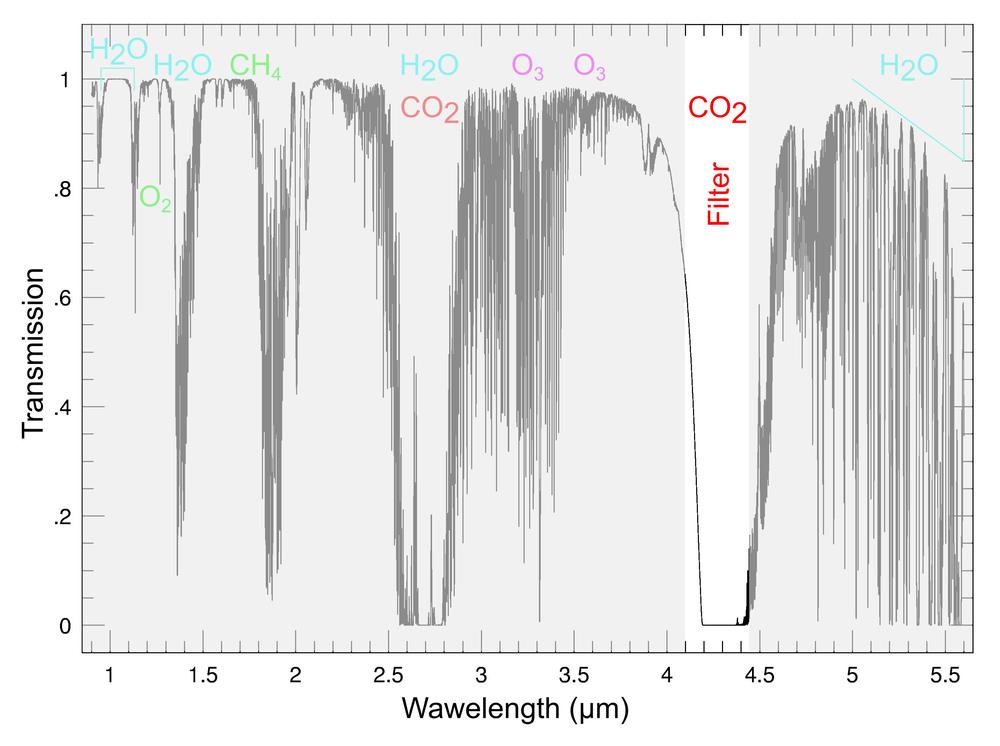 H2O
H2O
CH4
H2O
O3
O3
H2O
CO2
CO2
O2
Filter
Transmission
1
.8
.6
.4
.2
0
1
1.5
2
2.5
3
3.5
4
4.5
5
5.5
Wawelength (µm)